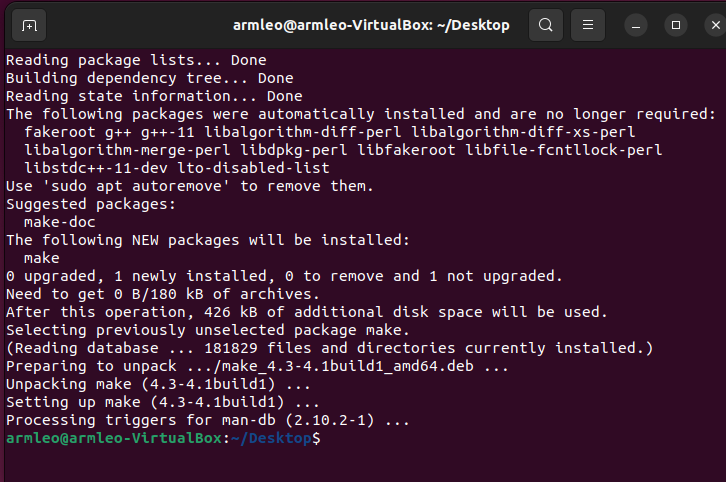 armleo@armleo-VirtualBox: ~/Desktop
Reading package lists... Done
Building dependency tree... Done
Reading state information... Done
The following packages were automatically installed and are no longer required:
  fakeroot g++ g++-11 libalgorithm-diff-perl libalgorithm-diff-xs-perl
  libalgorithm-merge-perl libdpkg-perl libfakeroot libfile-fcntllock-perl
  libstdc++-11-dev lto-disabled-list
Use 'sudo apt autoremove' to remove them.
Suggested packages:
  make-doc
The following NEW packages will be installed:
  make
0 upgraded, 1 newly installed, 0 to remove and 1 not upgraded.
Need to get 0 B/180 kB of archives.
After this operation, 426 kB of additional disk space will be used.
Selecting previously unselected package make.
(Reading database ... 181829 files and directories currently installed.)
Preparing to unpack .../make_4.3-4.1build1_amd64.deb ...
Unpacking make (4.3-4.1build1) ...
Setting up make (4.3-4.1build1) ...
Processing triggers for man-db (2.10.2-1) ...
armleo@armleo-VirtualBox:~/Desktop$